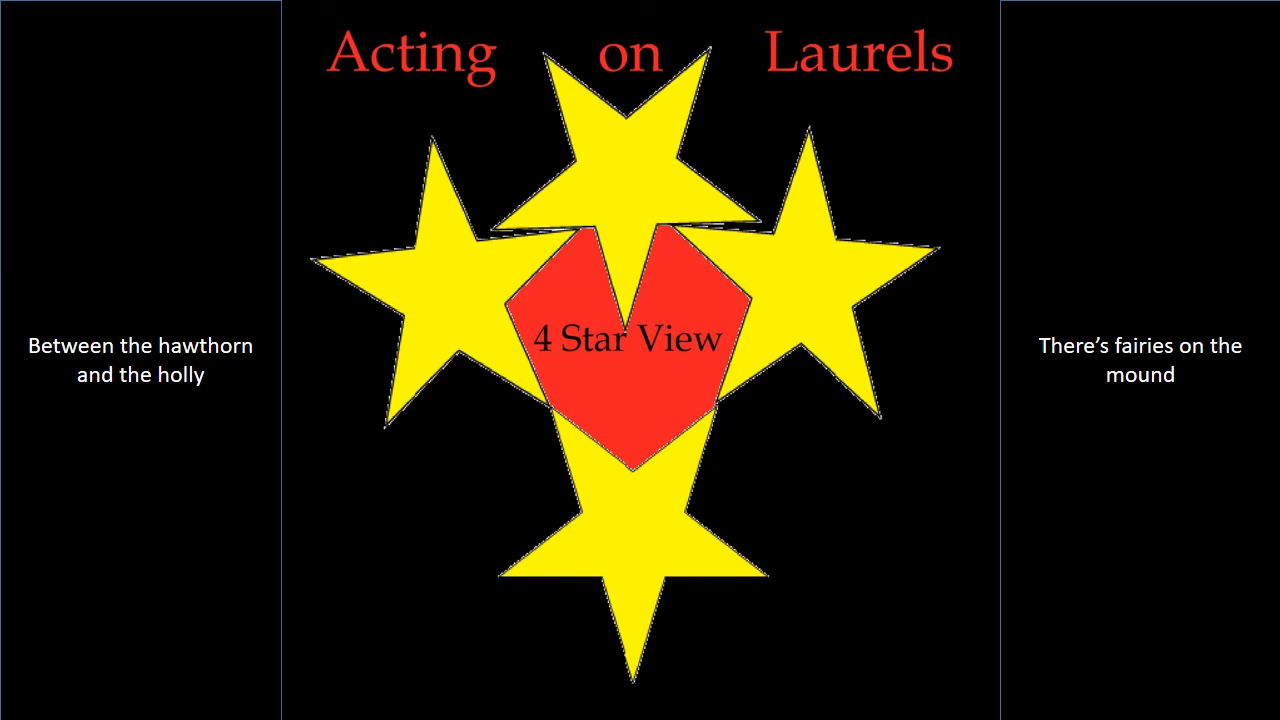 Acting on Laurels
4 Star View
Between the hawthorn
and the holly
There’s fairies on the
mound